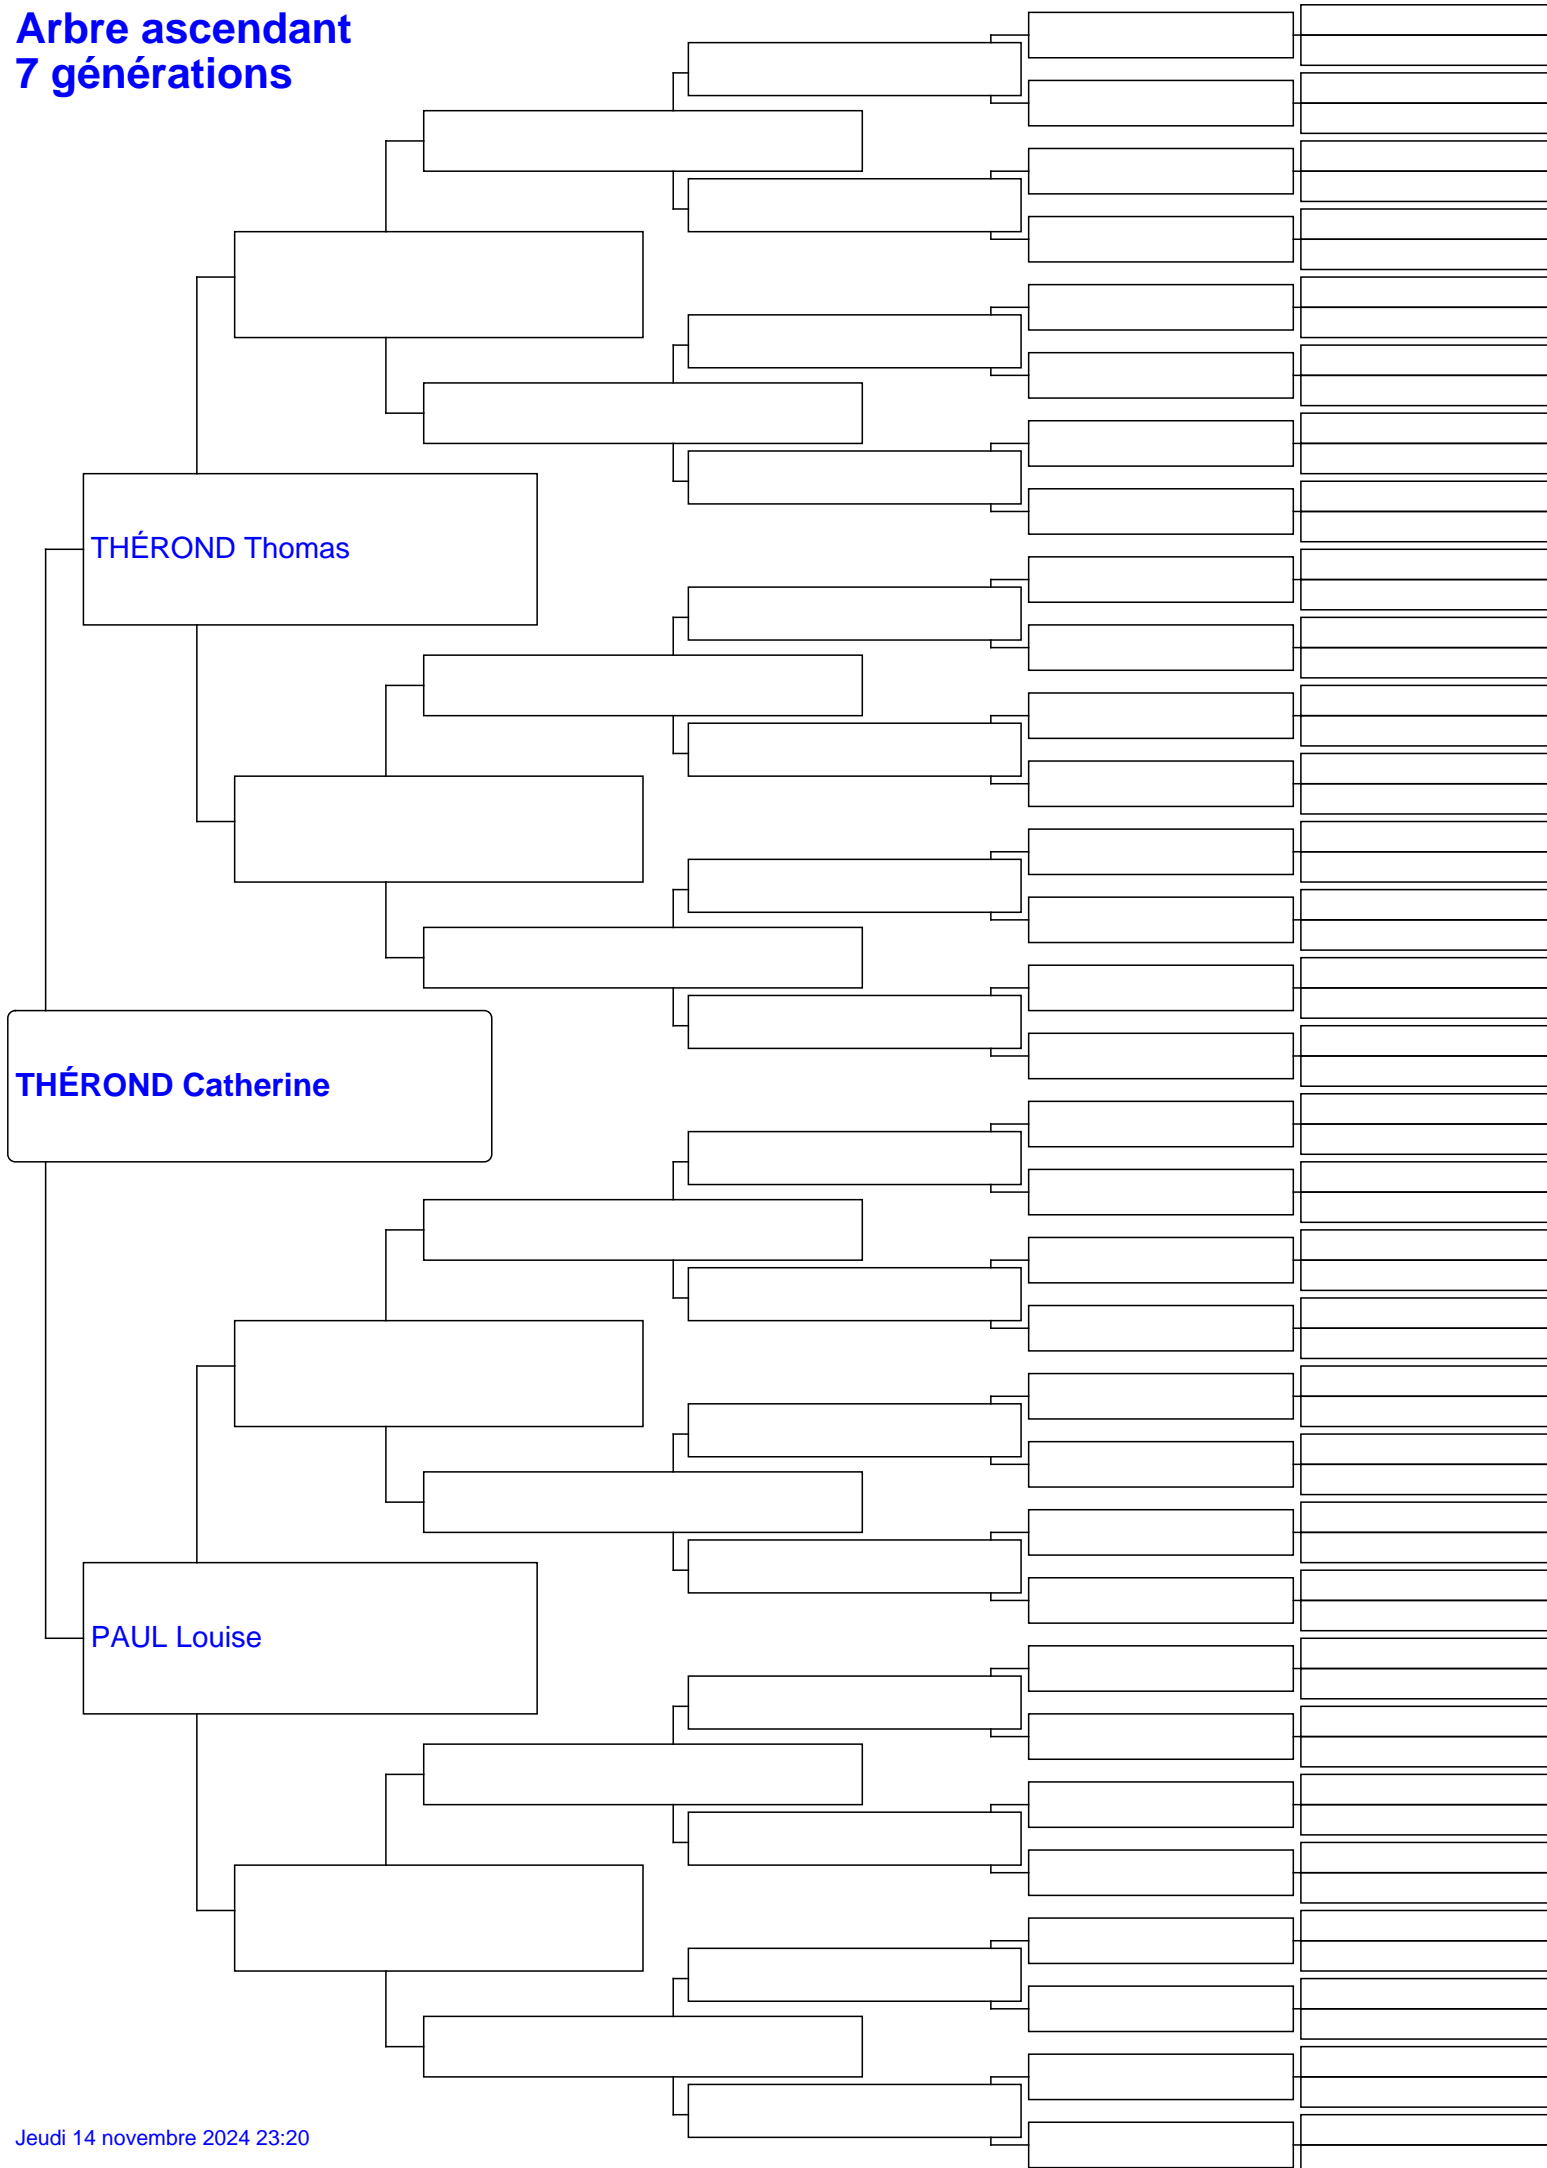 Arbre ascendant
7 générations
THÉROND Thomas
THÉROND Catherine
PAUL Louise
Jeudi 14 novembre 2024 23:20